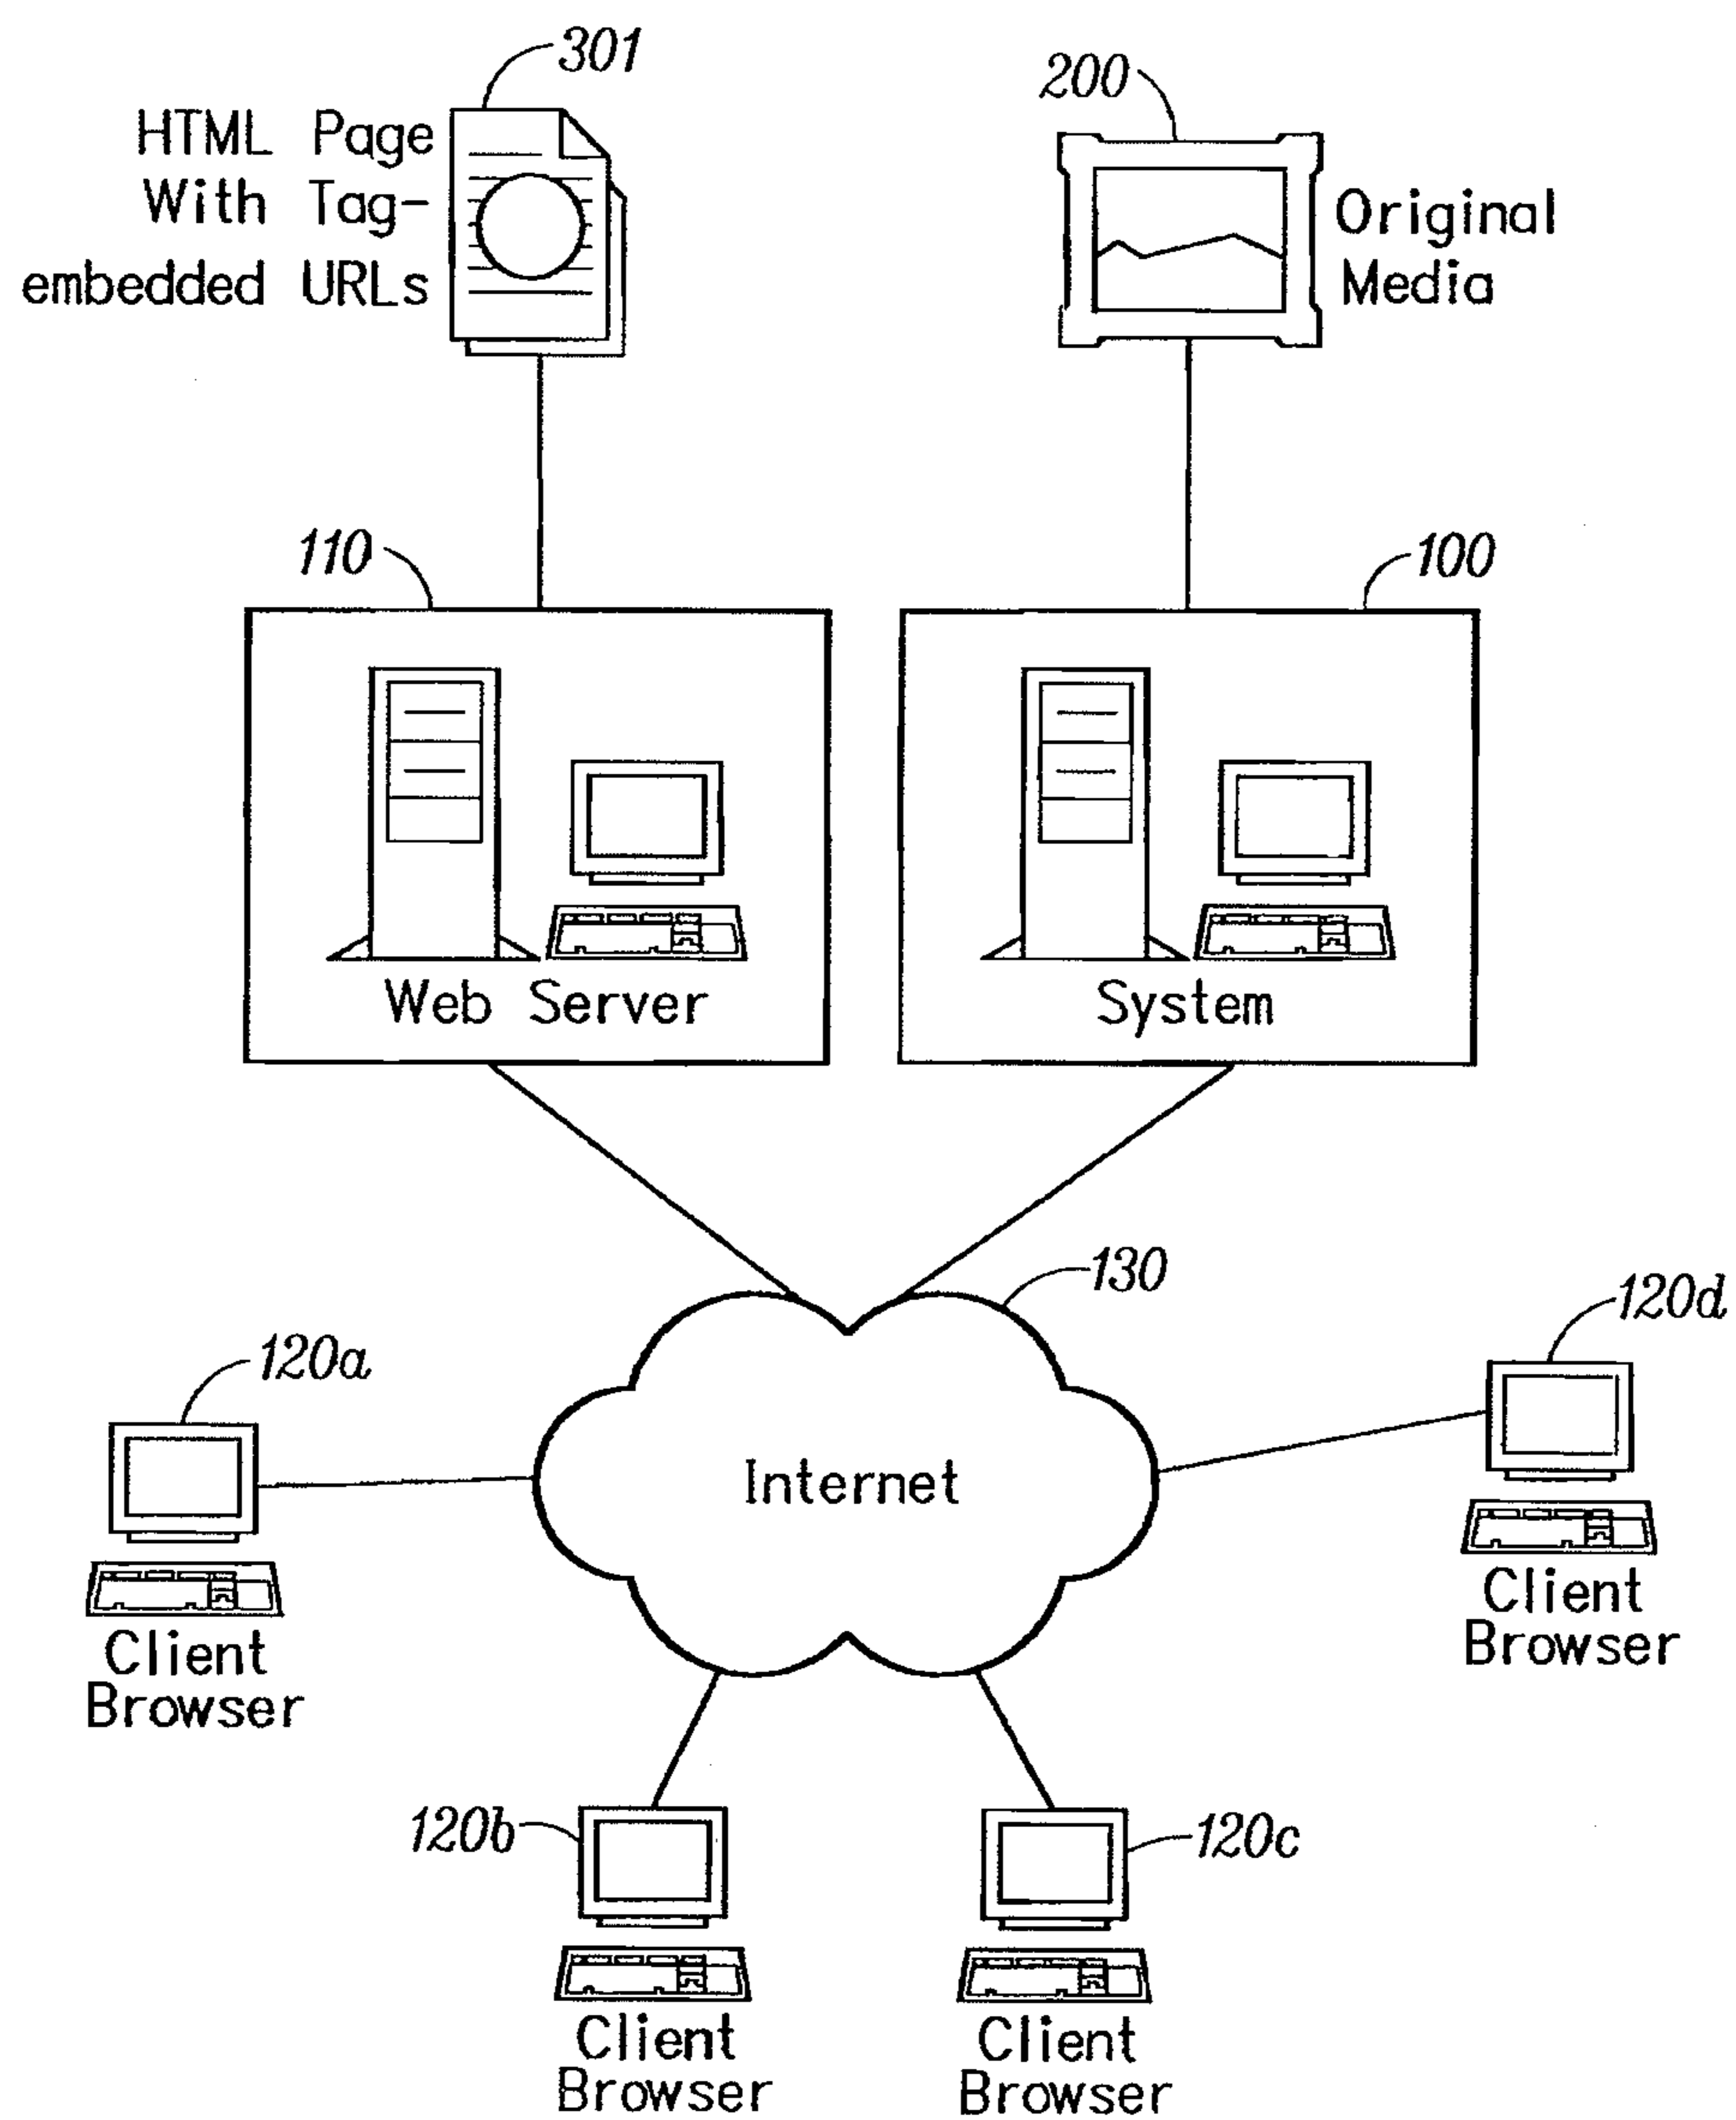 301
HTML Page
With Tag-
embedded URLs
200
Original
Media
110
100
Web Server
System
130
120d
120a
Internet
Client
Browser
Client
Browser
120b
120c
Client
Browser
Client
Browser